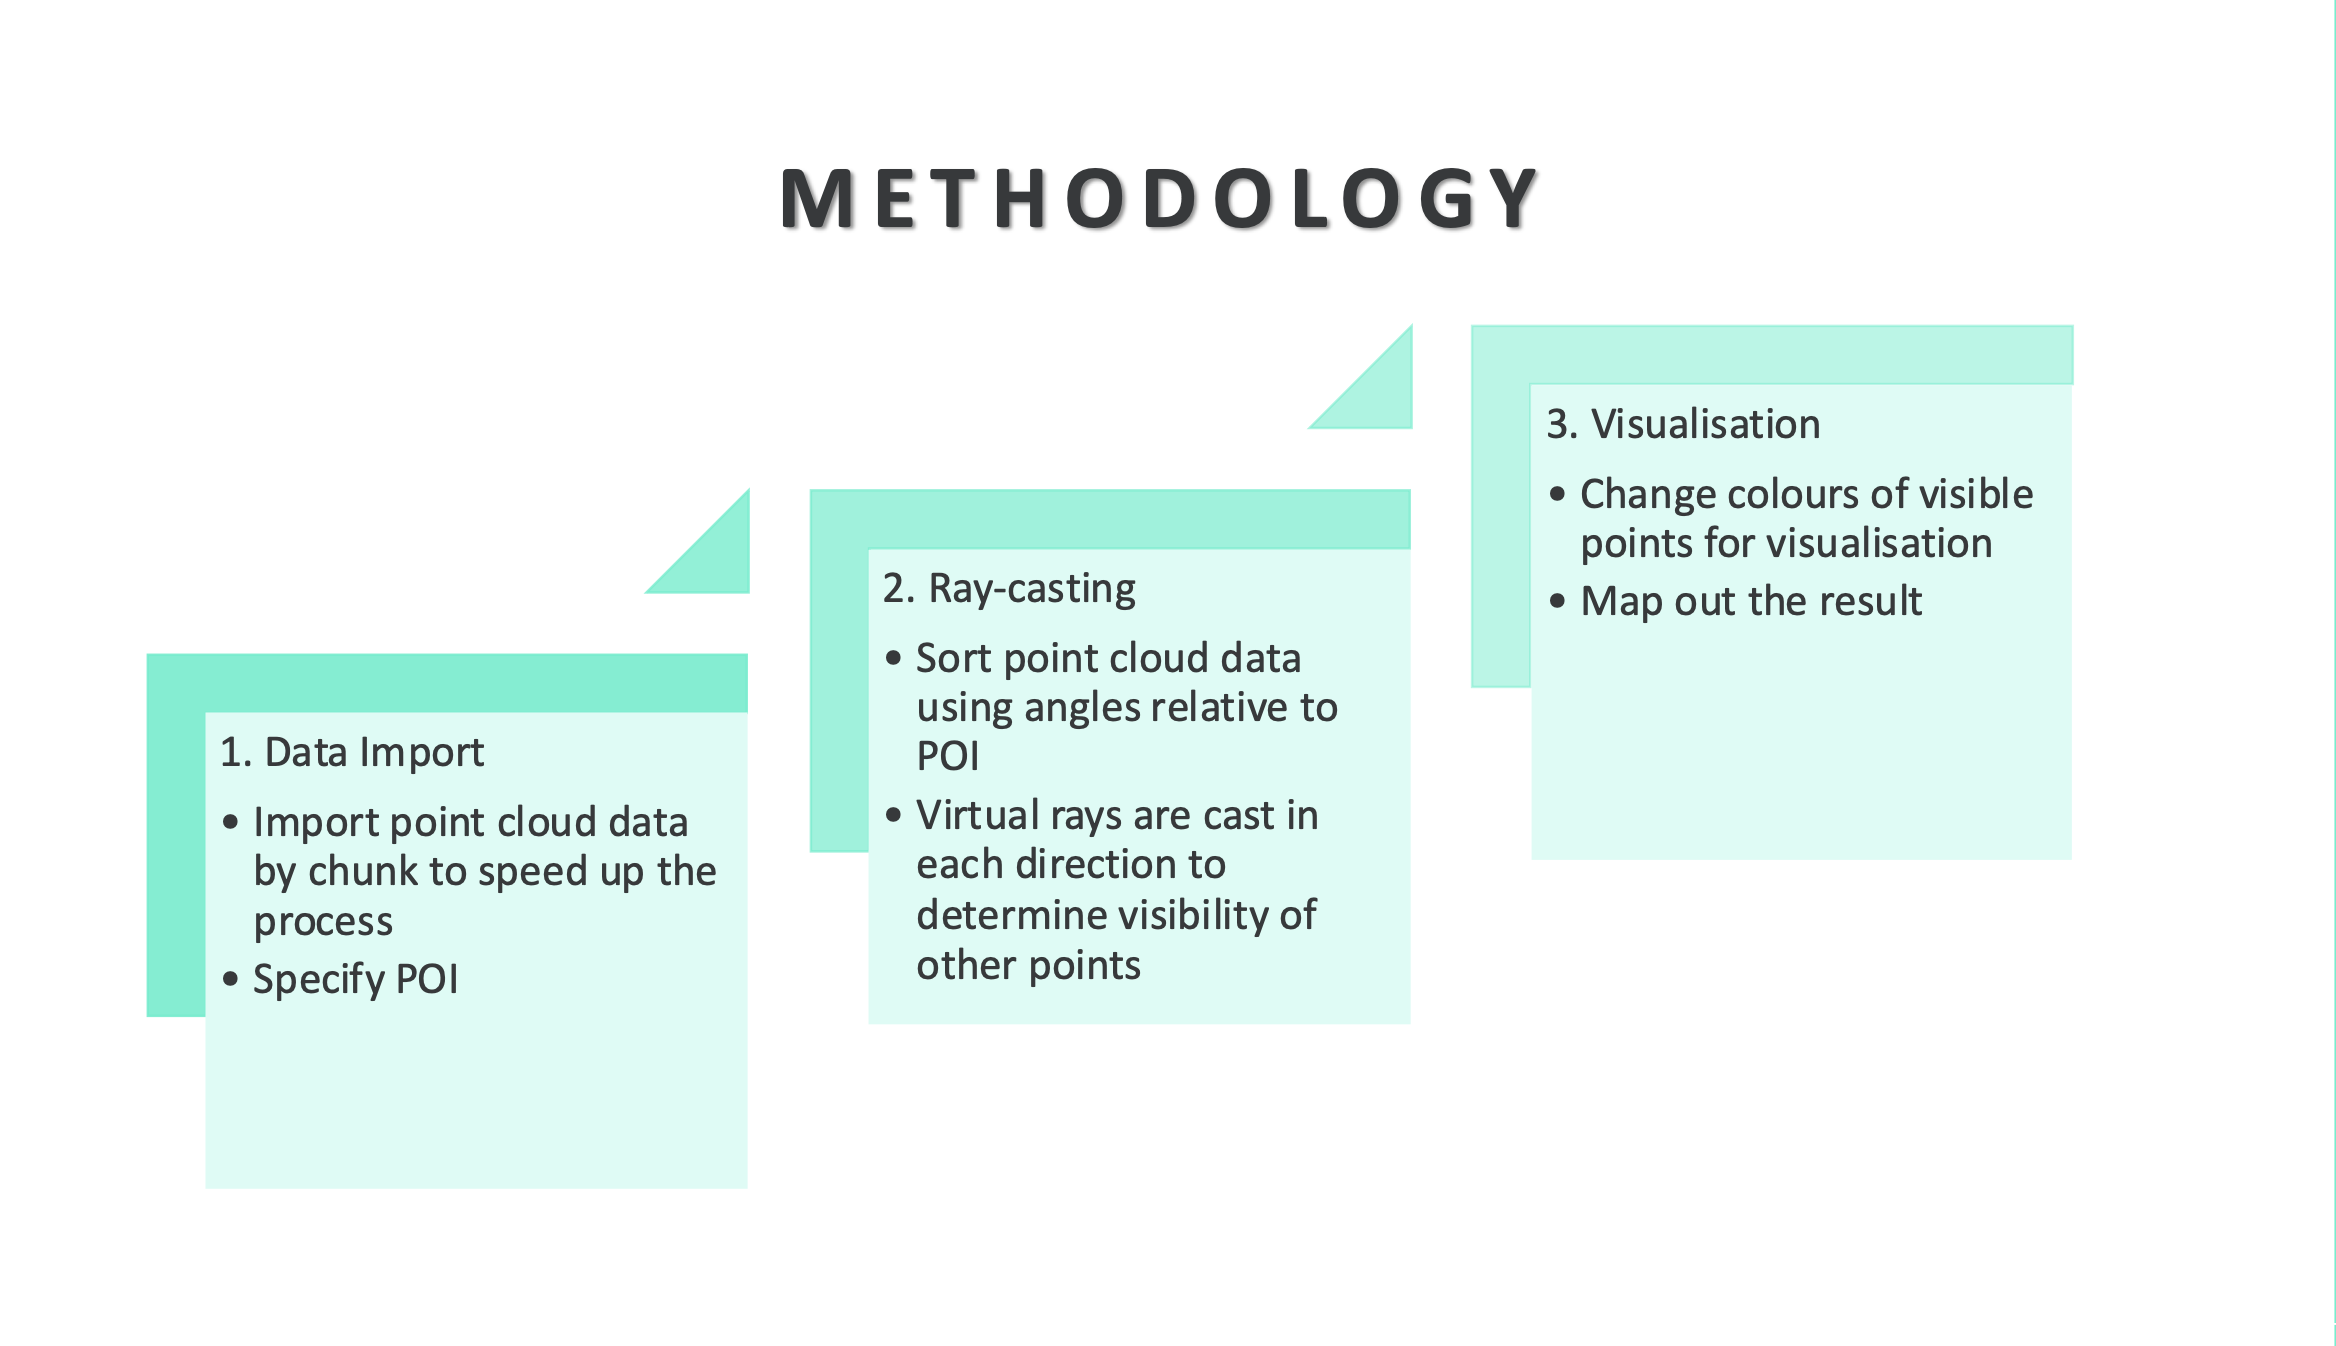 METHODOLOGY
1. Data Import
• Import point cloud data
by chunk to speed up the
process
• Specify POI
2. Ray-casting
• Sort point cloud data
using angles relative to
POI
• Virtual rays are cast in
each direction to
determine visibility of
other points
3. Visualisation
• Change colours of visible
points for visualisation
• Map out the result